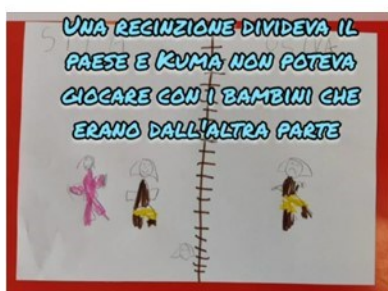 UNA RECINZIONE DIVIDEVA IL
PAESE E KUMA NON POTEVA
GIOCARE CON I BAMBINI CHE
ERANO DALL'ALTRA PARTE